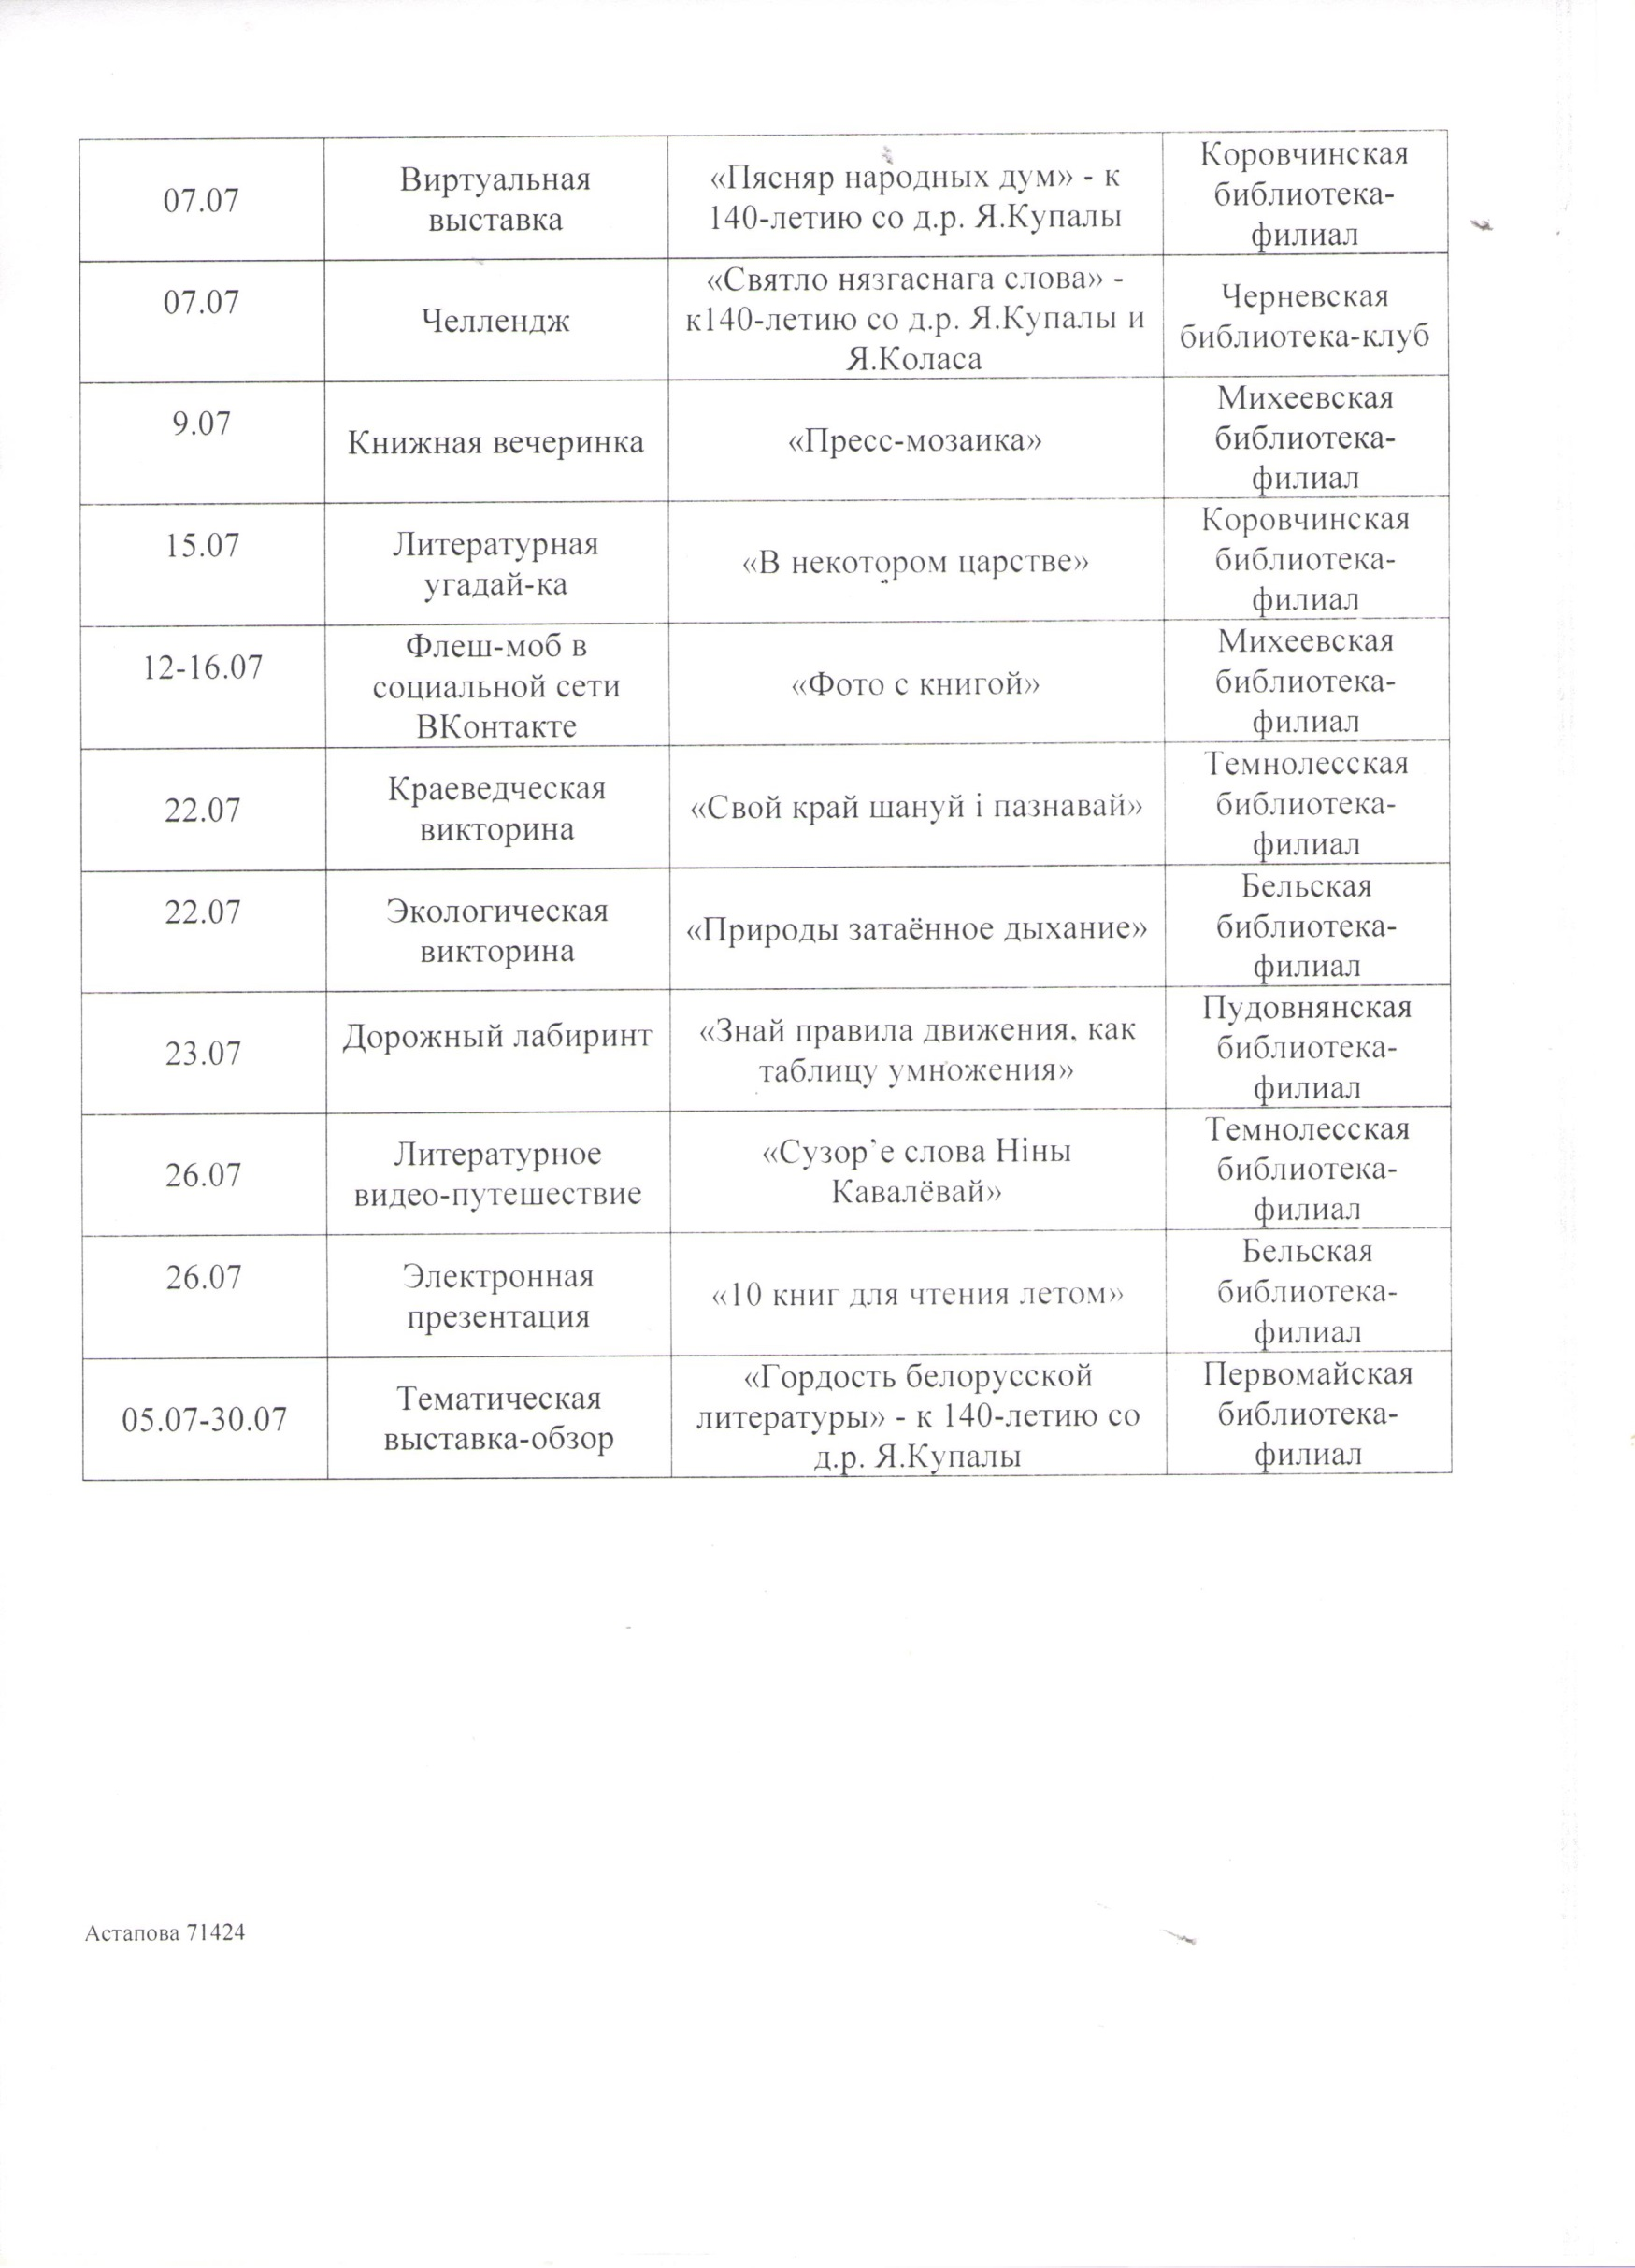 07.07
Виртуальная
выставка
«Пясняр народных дум» - к
140-летию со д.р. Я.Купалы
Коровчинская
библиотека-
филиал
07.07
Челлендж
«Святло нязгаснага слова» -
к140-летию со д.р. Я.Купалы и
Я.Коласа
Черневская
библиотека-клуб
9.07
Книжная вечеринка
«Пресс-мозаика»
Михеевская
библиотека-
филиал
15.07
Литературная
угадай-ка
«В некотором царстве»
Коровчинская
библиотека-
филиал
12-16.07
Флеш-моб в
социальной сети
ВКонтакте
«Фото с книгой»
Михеевская
библиотека-
филиал
22.07
Краеведческая
викторина
«Свой край шануй і пазнавай»
Темнолесская
библиотека-
филиал
22.07
Экологическая
викторина
«Природы затаённое дыхание»
Бельская
библиотека-
филиал
23.07
Дорожный лабиринт
«Знай правила движения, как
таблицу умножения»
Пудовнянская
библиотека-
филиал
26.07
Литературное
видео-путешествие
«Сузор'е слова Ніны
Кавалёвай»
Темнолесская
библиотека-
филиал
26.07
Электронная
презентация
«10 книг для чтения летом»
Бельская
библиотека-
филиал
05.07-30.07
Тематическая
выставка-обзор
«Гордость белорусской
литературы» - к 140-летию со
д.р. Я.Купалы
Первомайская
библиотека-
филиал
Астапова 71424